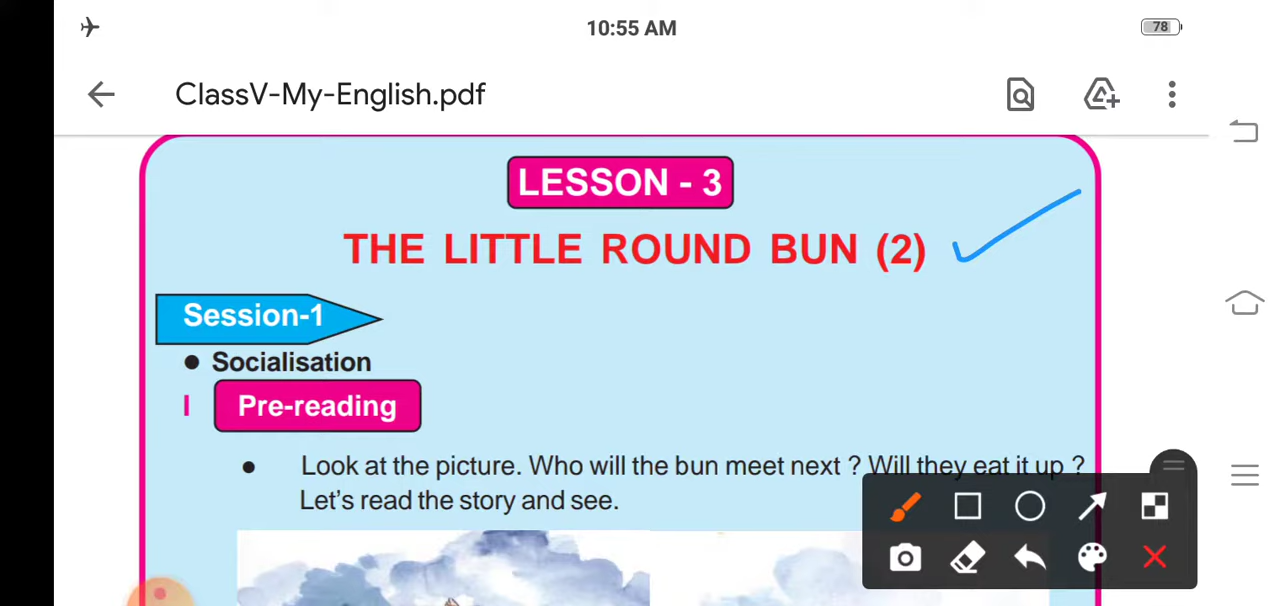 10:55 AM
78
ClassV-My-English.pdf
LESSON - 3
THE LITTLE ROUND BUN (2)
Session-1
● Socialisation
I Pre-reading
● Look at the picture. Who will the bun meet next ? Will they eat it up ?
Let's read the story and see.